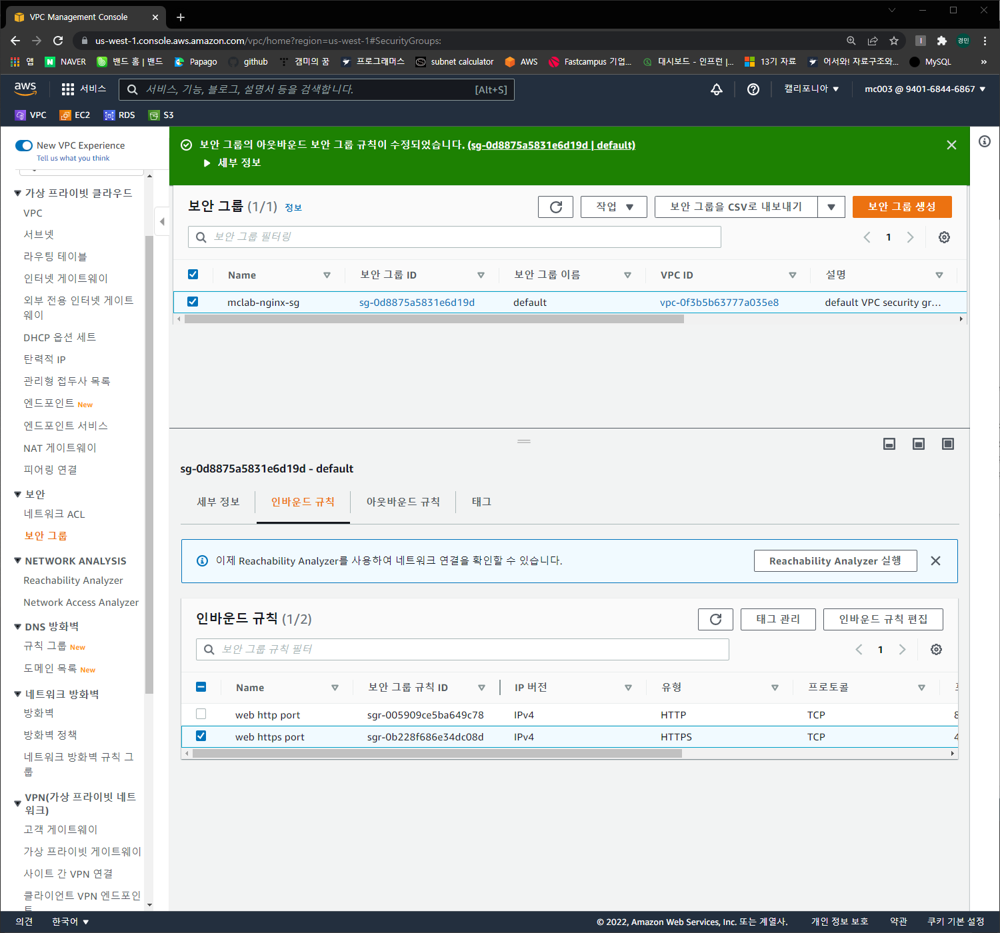 VPC Management Console
us-west-1.console.aws.amazon.com/vpc/home?region=us-west-1#SecurityGroups:
경민
앱 NAVER 밴드 홈 | 밴드 Papago github 캠미의 꿈 프로그래머스 subnet calculator AWS Fastcampus 기업... 대시보드 - 인프런 |... 13기 자료 어서와! 자료구조와... MySQL »
aws 서비스 서비스, 기능, 블로그, 설명서 등을 검색합니다. [Alt+S] 캘리포니아 mc003 @ 9401-6844-6867
VPC EC2 RDS S3
New VPC Experience
Tell us what you think
가상 프라이빗 클라우드
VPC
서브넷
라우팅 테이블
인터넷 게이트웨이
외부 전용 인터넷 게이트
웨이
DHCP 옵션 세트
탄력적 IP
관리형 접두사 목록
엔드포인트 New
엔드포인트 서비스
NAT 게이트웨이
피어링 연결
보안
네트워크 ACL
보안 그룹
NETWORK ANALYSIS
Reachability Analyzer
Network Access Analyzer
DNS 방화벽
규칙 그룹 New
도메인 목록 New
네트워크 방화벽
방화벽
방화벽 정책
네트워크 방화벽 규칙 그
룹
VPN(가상 프라이빗 네트
워크)
고객 게이트웨이
가상 프라이빗 게이트웨이
사이트 간 VPN 연결
클라이언트 VPN 엔드포인
트
보안 그룹의 아웃바운드 보안 그룹 규칙이 수정되었습니다. (sg-0d8875a5831e6d19d | default)
세부 정보
보안 그룹 (1/1) 정보 작업 보안 그룹을 CSV로 내보내기 보안 그룹 생성
보안 그룹 필터링 1
Name 보안 그룹 ID 보안 그룹 이름 VPC ID 설명
mclab-nginx-sg sg-0d8875a5831e6d19d default vpc-0f3b5b63777a035e8 default VPC security gr...
sg-0d8875a5831e6d19d - default
세부 정보 인바운드 규칙 아웃바운드 규칙 태그
이제 Reachability Analyzer를 사용하여 네트워크 연결을 확인할 수 있습니다. Reachability Analyzer 실행
인바운드 규칙 (1/2) 태그 관리 인바운드 규칙 편집
보안 그룹 규칙 필터 1
Name 보안 그룹 규칙 ID IP 버전 유형 프로토콜
web http port sgr-005909ce5ba649c78 IPv4 HTTP TCP 8
web https port sgr-0b228f686e34dc08d IPv4 HTTPS TCP 4
의견 한국어 © 2022, Amazon Web Services, Inc. 또는 계열사. 개인 정보 보호 약관 쿠키 기본 설정